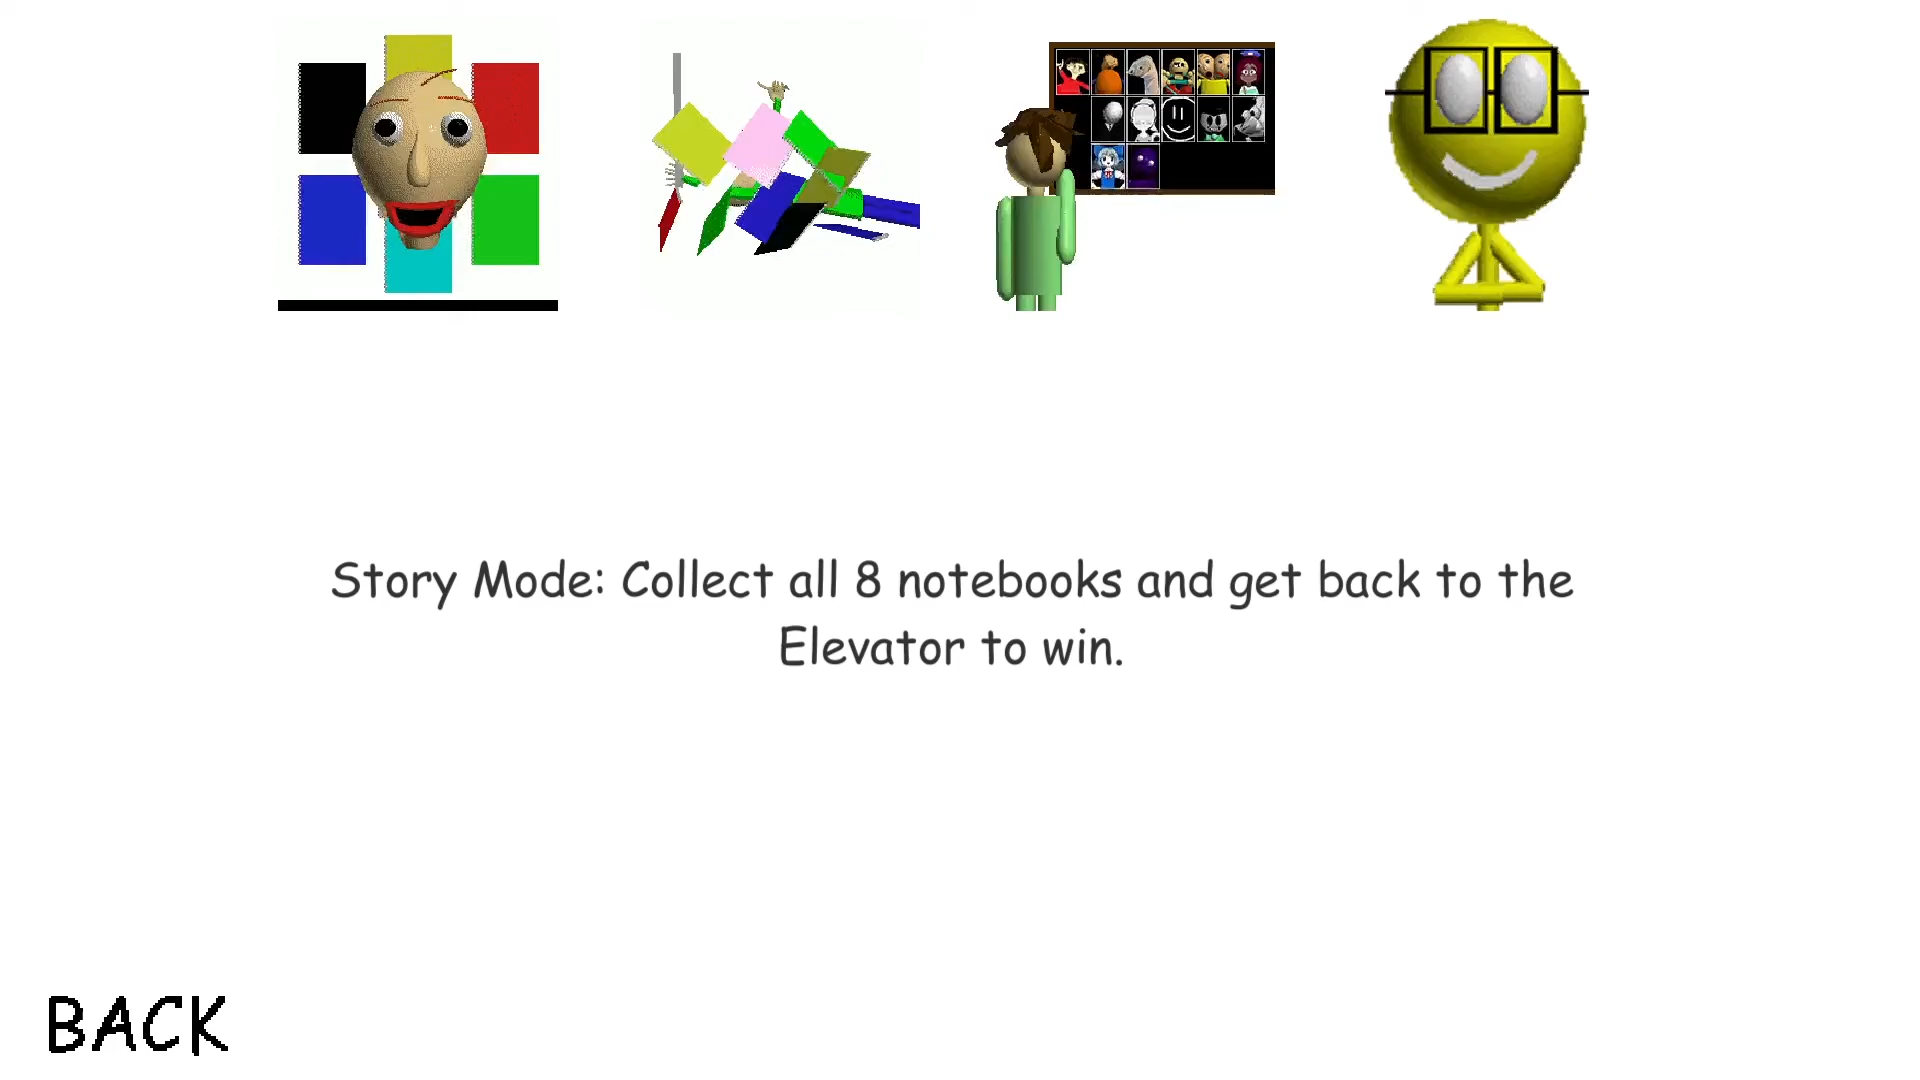 Story Mode: Collect all 8 notebooks and get back to the
Elevator to win.
BACK